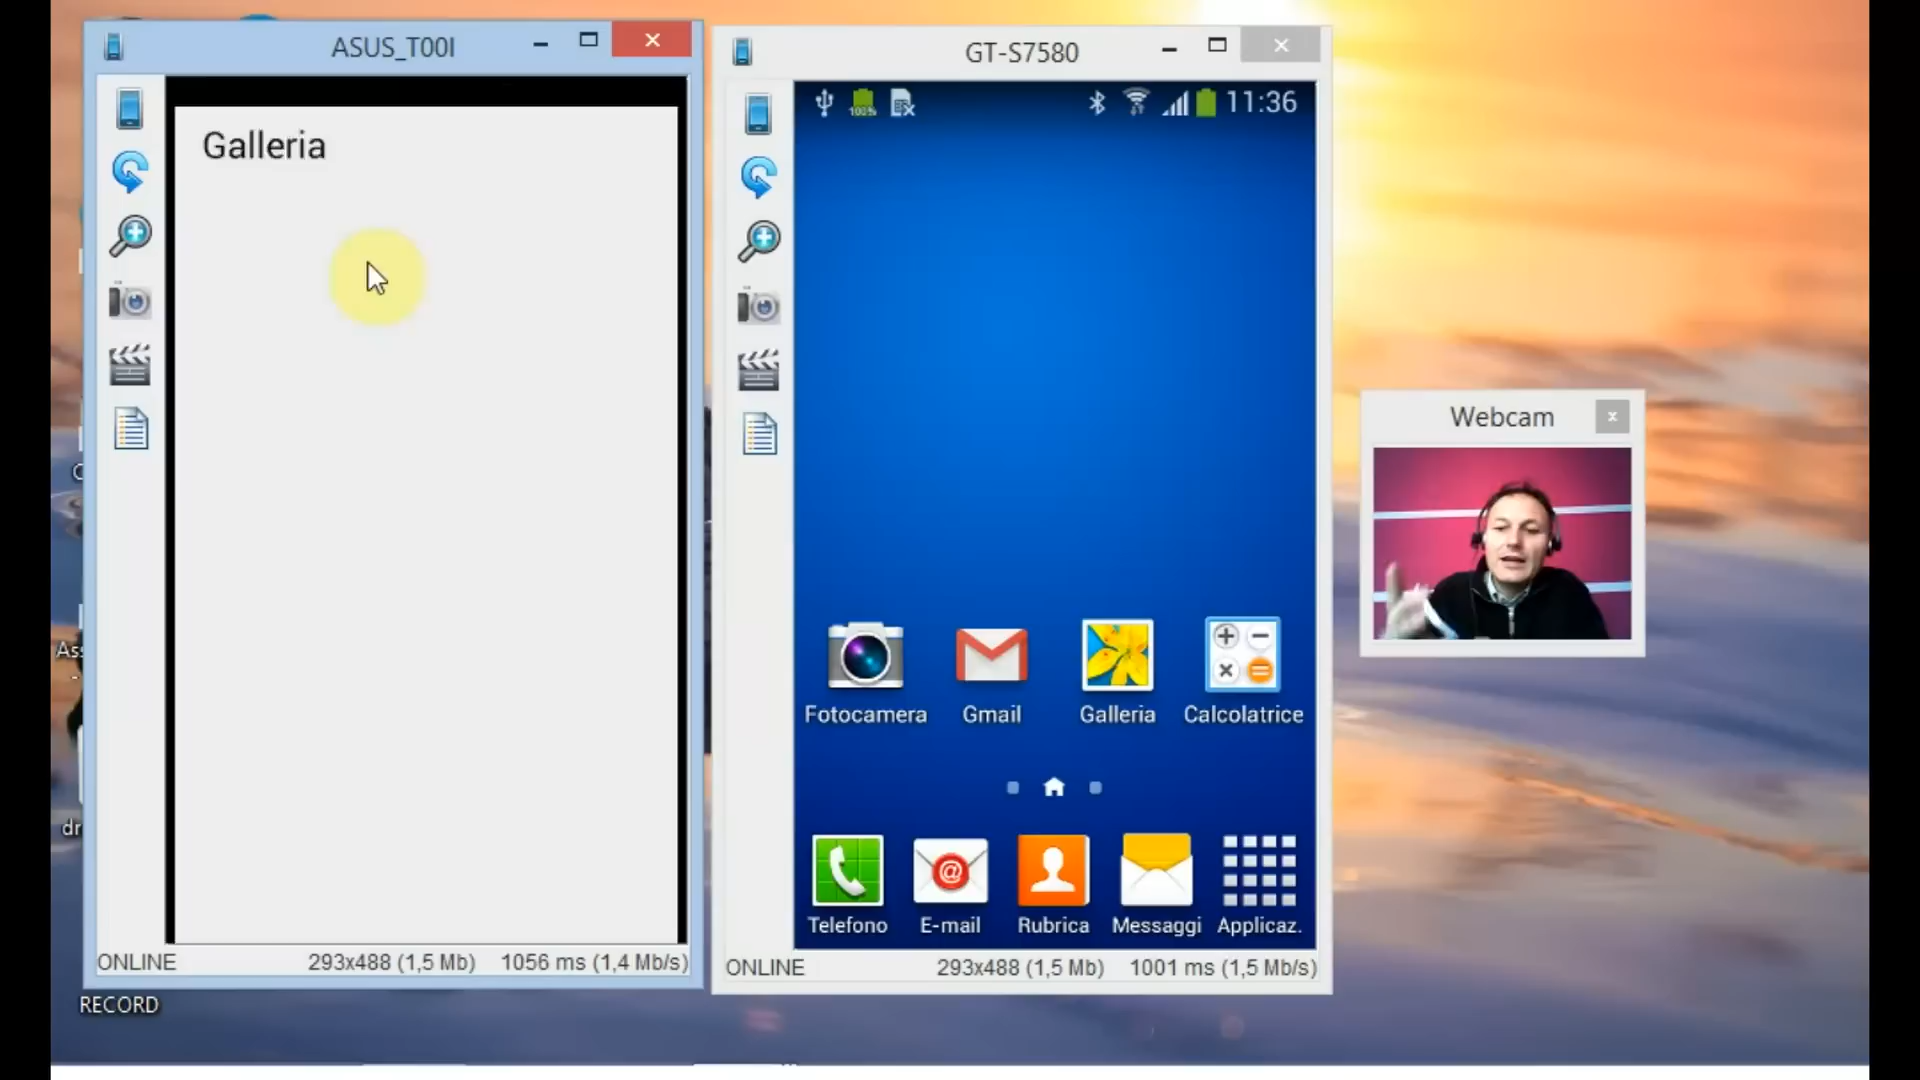 ASUS_T00I
Galleria
ONLINE 293x488 (1,5 Mb) 1056 ms (1,4 Mb/s)
RECORD
GT-S7580
100%
11:36
Fotocamera Gmail Galleria Calcolatrice
Telefono E-mail Rubrica Messaggi Applicaz.
ONLINE 293x488 (1,5 Mb) 1001 ms (1,5 Mb/s)
Webcam